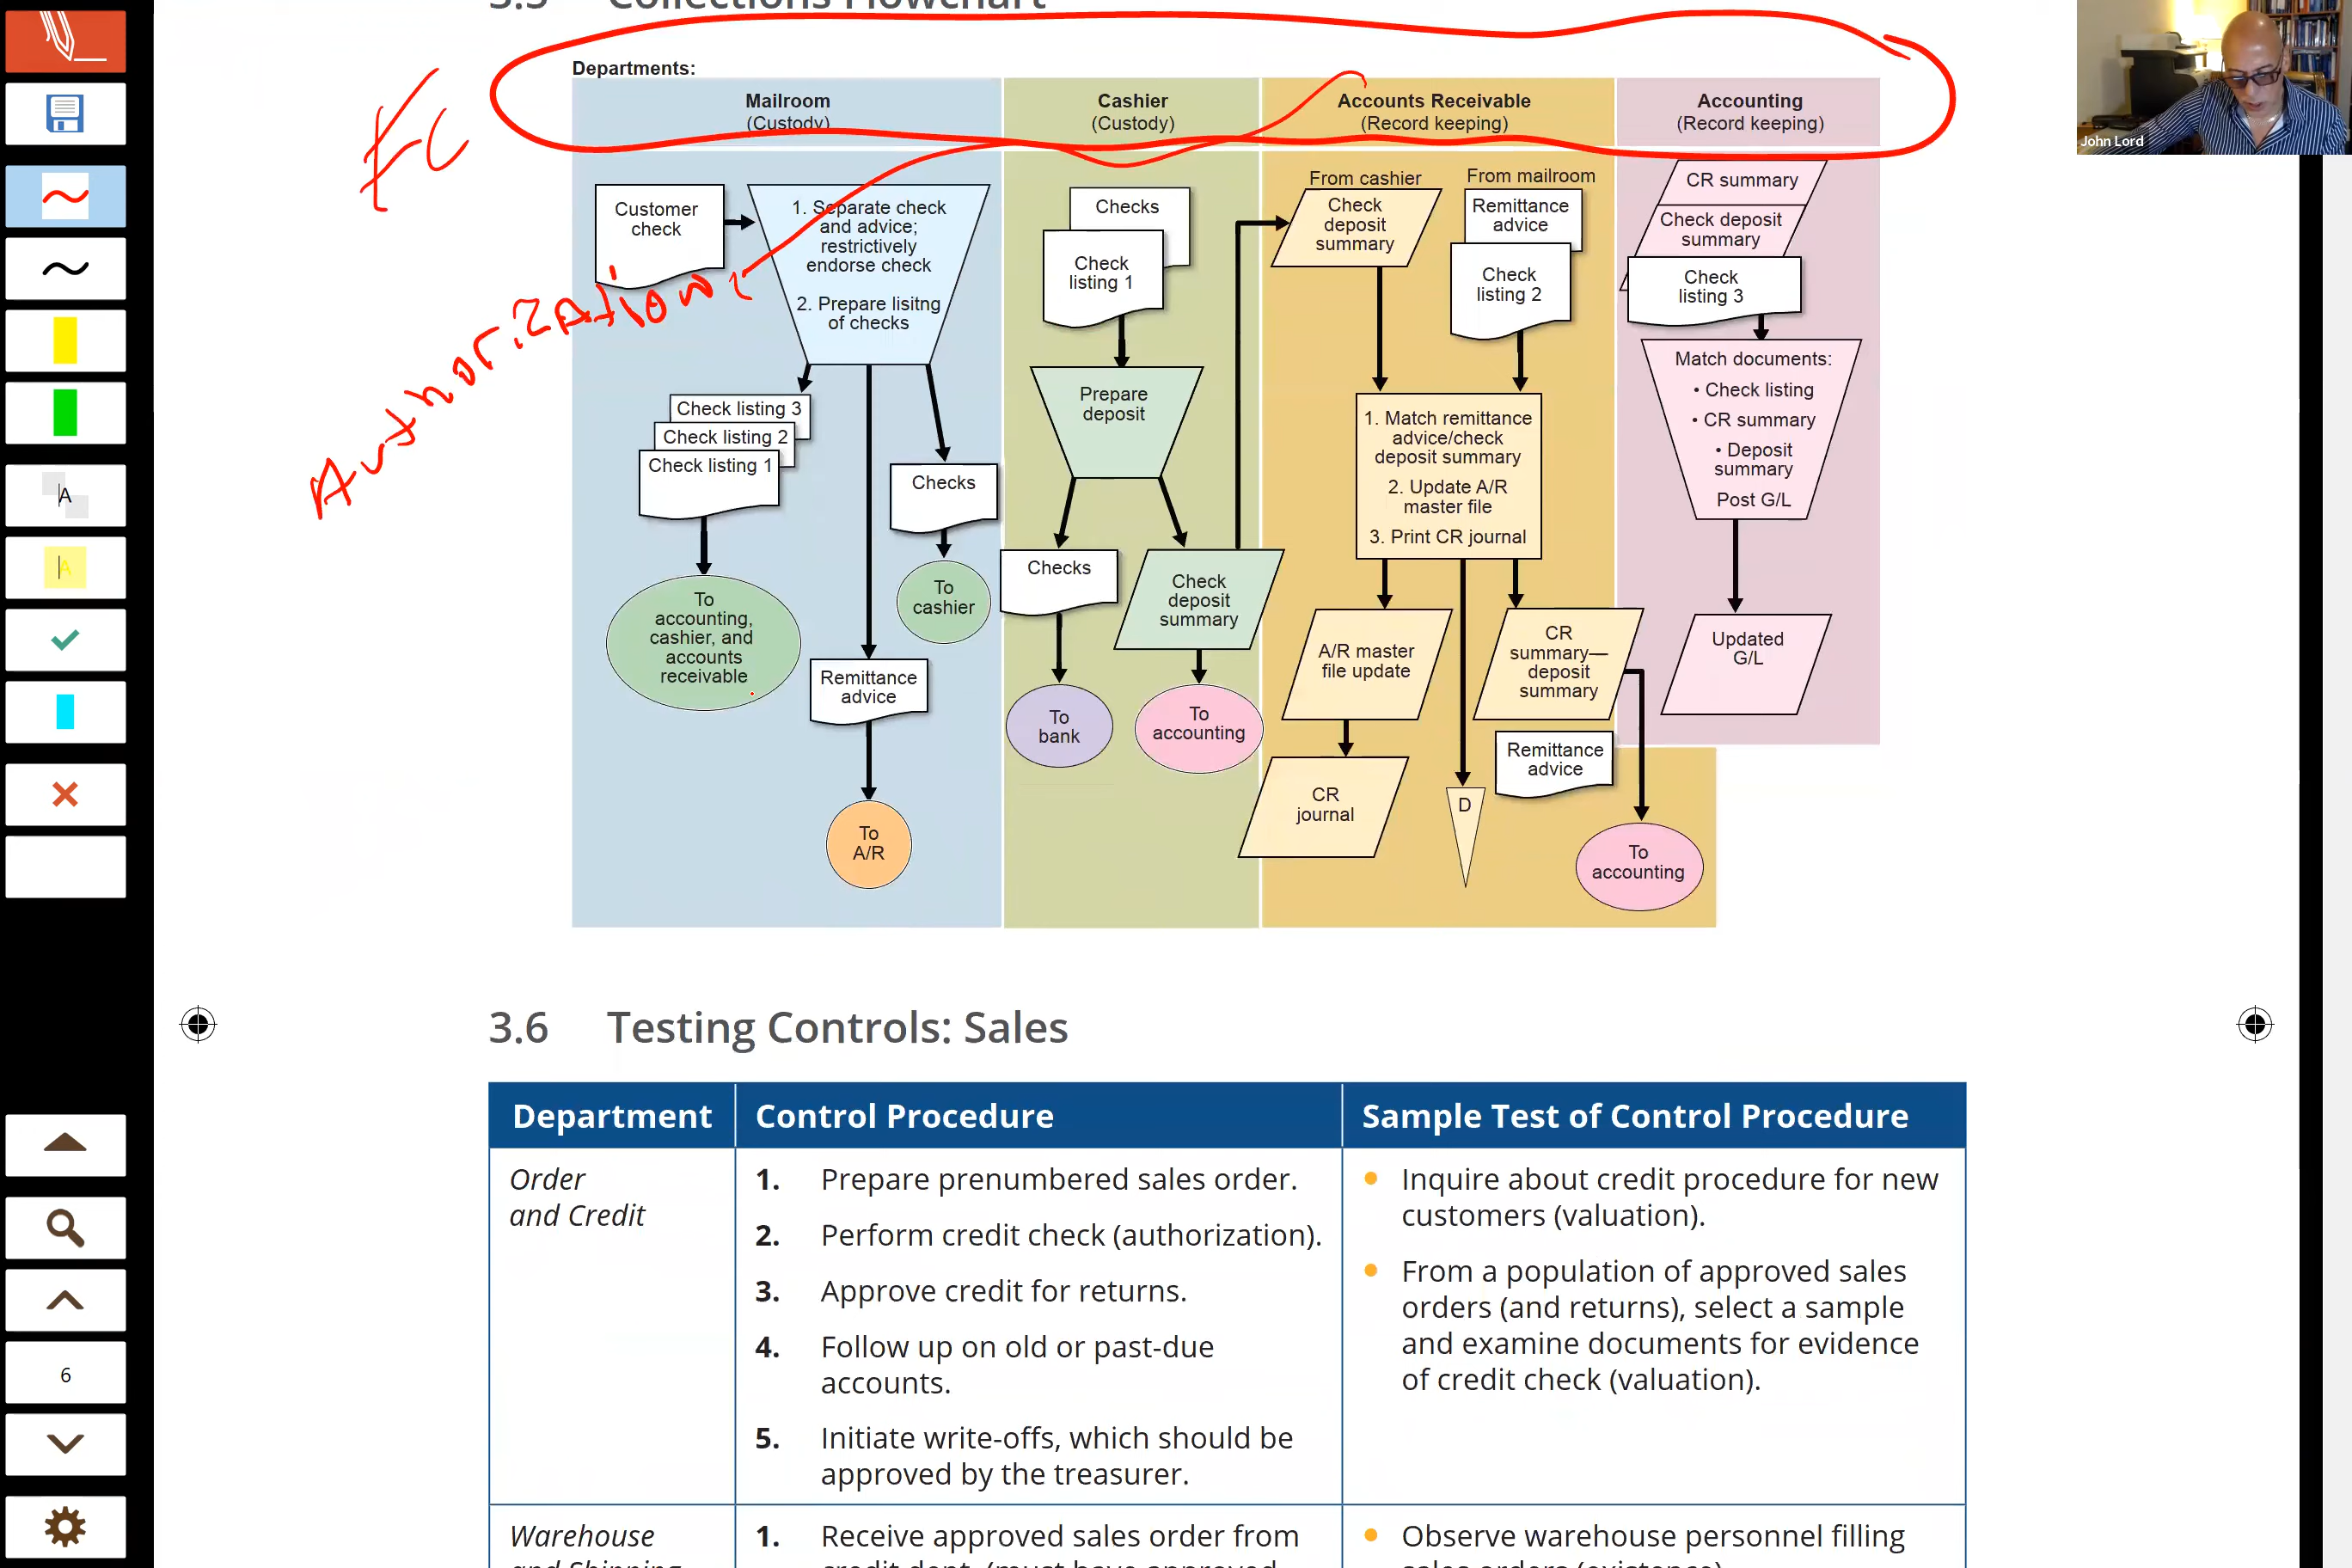 3.5 Collections Flowchart
Departments:
Mailroom
(Custody)
Cashier
(Custody)
Accounts Receivable
(Record keeping)
Accounting
(Record keeping)
John Lord
Customer
check
1. Separate check
and advice;
restrictively
endorse check
2. Prepare lisitng
of checks
Check listing 3
Check listing 2
Check listing 1
To
accounting,
cashier, and
accounts
receivable
Checks
To
cashier
Remittance
advice
To
A/R
Checks
Check
listing 1
Prepare
deposit
Checks
To
bank
Check
deposit
summary
To
accounting
From cashier
Check
deposit
summary
From mailroom
Remittance
advice
Check
listing 2
1. Match remittance
advice/check
deposit summary
2. Update A/R
master file
3. Print CR journal
A/R master
file update
CR
journal
D
CR
summary—
deposit
summary
Remittance
advice
To
accounting
CR summary
Check deposit
summary
Check
listing 3
Match documents:
• Check listing
• CR summary
• Deposit
summary
Post G/L
Updated
G/L
Authorization
A
A
6
3.6 Testing Controls: Sales
Department
Control Procedure
Sample Test of Control Procedure
Order
and Credit
1. Prepare prenumbered sales order.
2. Perform credit check (authorization).
3. Approve credit for returns.
4. Follow up on old or past-due
accounts.
5. Initiate write-offs, which should be
approved by the treasurer.
• Inquire about credit procedure for new
customers (valuation).
• From a population of approved sales
orders (and returns), select a sample
and examine documents for evidence
of credit check (valuation).
Warehouse
and Shipping
1. Receive approved sales order from
credit dept. (must have approved
• Observe warehouse personnel filling
sales orders (existence).